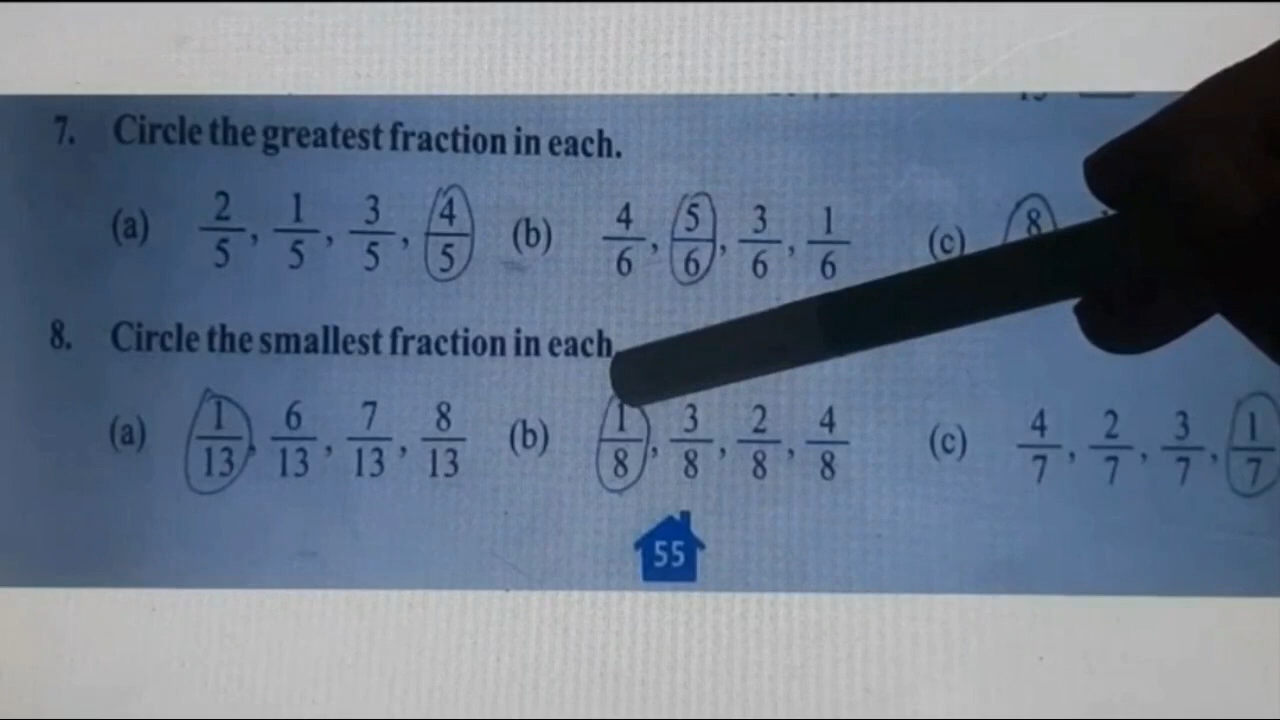 7. Circle the greatest fraction in each.
(a) 2/5, 1/5, 3/5, 4/5 (b) 4/6, 5/6, 3/6, 1/6 (c) 8
8. Circle the smallest fraction in each
(a) 1/13, 6/13, 7/13, 8/13 (b) 1/8, 3/8, 2/8, 4/8 (c) 4/7, 2/7, 3/7, 1/7
55